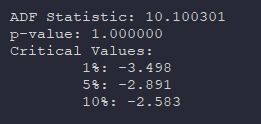 ADF Statistic: 10.100301
p-value: 1.000000
Critical Values:
1%: -3.498
5%: -2.891
10%: -2.583